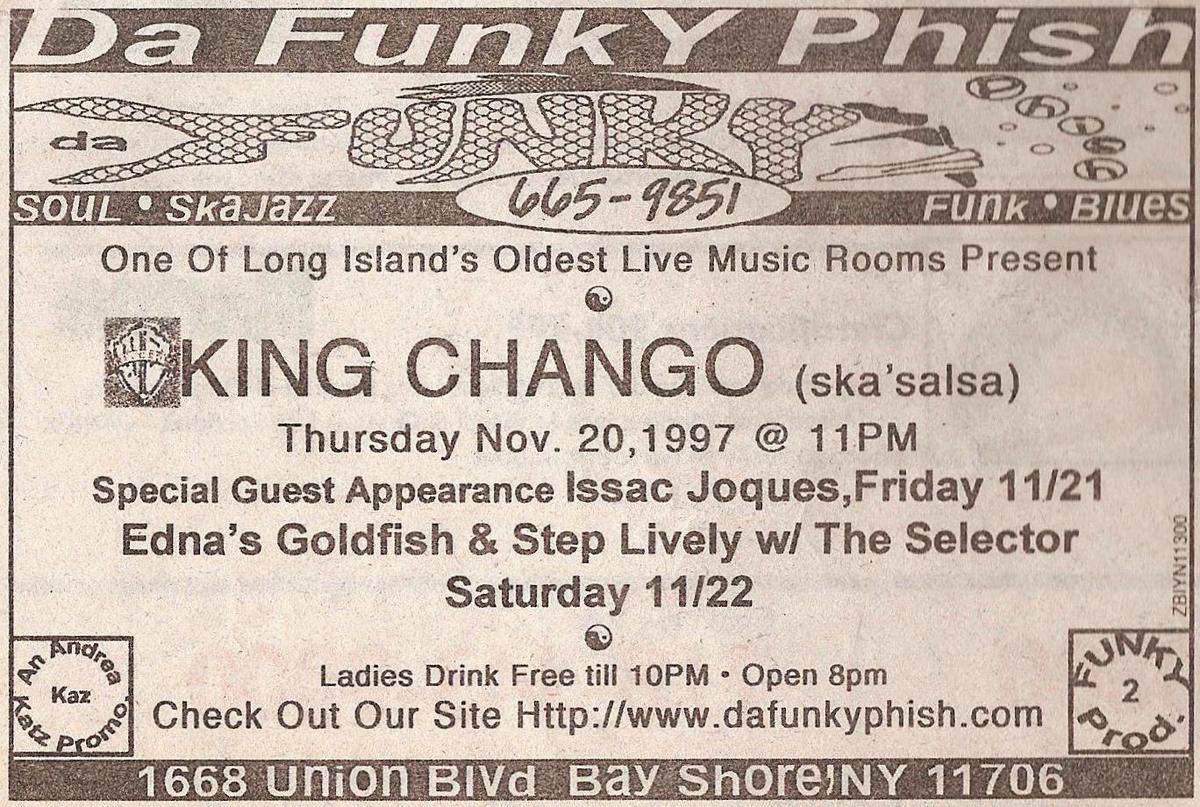 Da FunkY Phish
da FUNKY Phish
665-9851
SOUL • SkaJazz
Funk • Blues
One Of Long Island's Oldest Live Music Rooms Present
KING CHANGO (ska'salsa)
Thursday Nov. 20,1997 @ 11PM
Special Guest Appearance Issac Joques,Friday 11/21
Edna's Goldfish & Step Lively w/ The Selector
Saturday 11/22
ZBIYN11300
An Andrea
Kaz
Katz Promo.
Ladies Drink Free till 10PM • Open 8pm
Check Out Our Site Http://www.dafunkyphish.com
FUNKY
2
Prod.
1668 Union Blvd Bay Shore,NY 11706